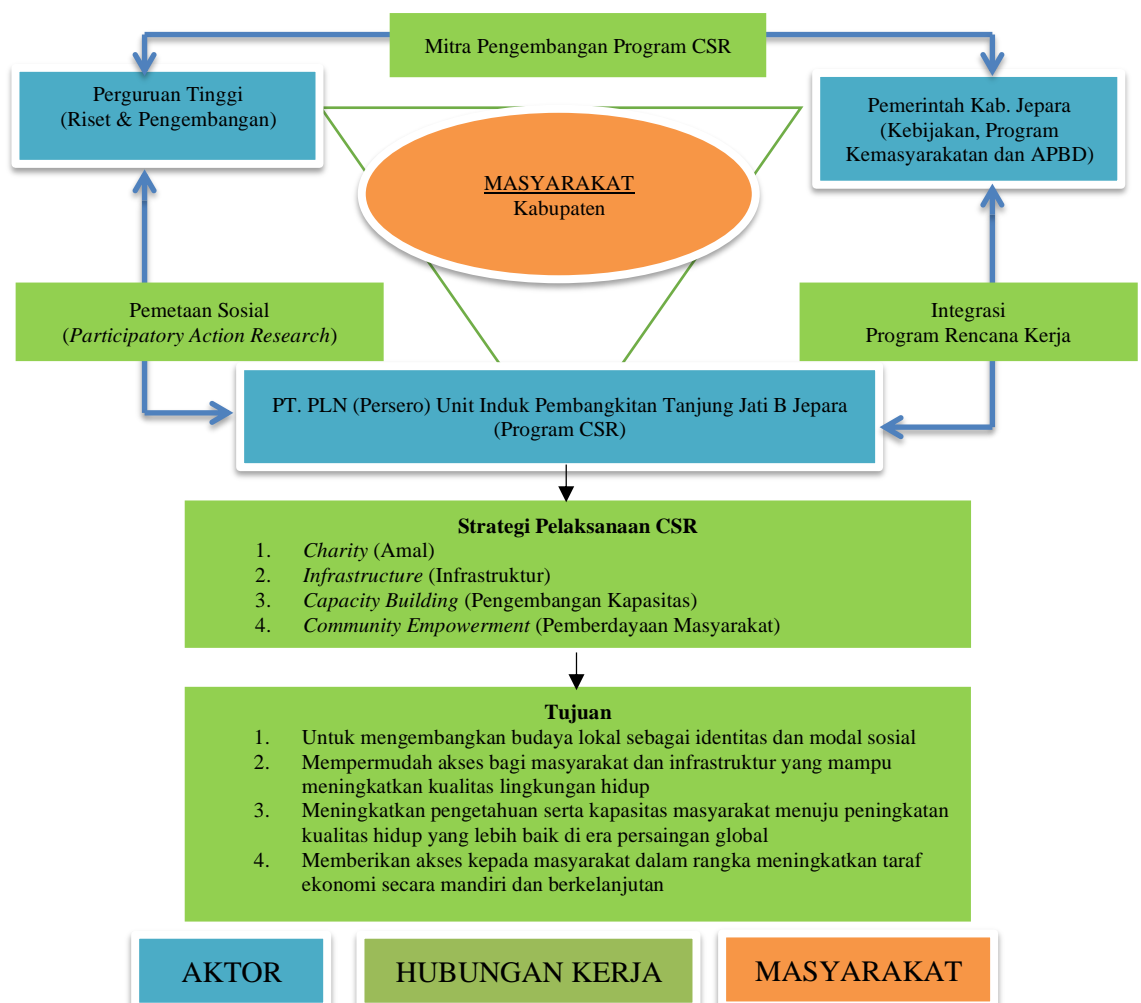 Mitra Pengembangan Program CSR
Perguruan Tinggi
(Riset & Pengembangan)
Pemerintah Kab. Jepara
(Kebijakan, Program
Kemasyarakatan dan APBD)
MASYARAKAT
Kabupaten
Pemetaan Sosial
(Participatory Action Research)
Integrasi
Program Rencana Kerja
PT. PLN (Persero) Unit Induk Pembangkitan Tanjung Jati B Jepara
(Program CSR)
Strategi Pelaksanaan CSR
1. Charity (Amal)
2. Infrastructure (Infrastruktur)
3. Capacity Building (Pengembangan Kapasitas)
4. Community Empowerment (Pemberdayaan Masyarakat)
Tujuan
1. Untuk mengembangkan budaya lokal sebagai identitas dan modal sosial
2. Mempermudah akses bagi masyarakat dan infrastruktur yang mampu
meningkatkan kualitas lingkungan hidup
3. Meningkatkan pengetahuan serta kapasitas masyarakat menuju peningkatan
kualitas hidup yang lebih baik di era persaingan global
4. Memberikan akses kepada masyarakat dalam rangka meningkatkan taraf
ekonomi secara mandiri dan berkelanjutan
AKTOR
HUBUNGAN KERJA
MASYARAKAT